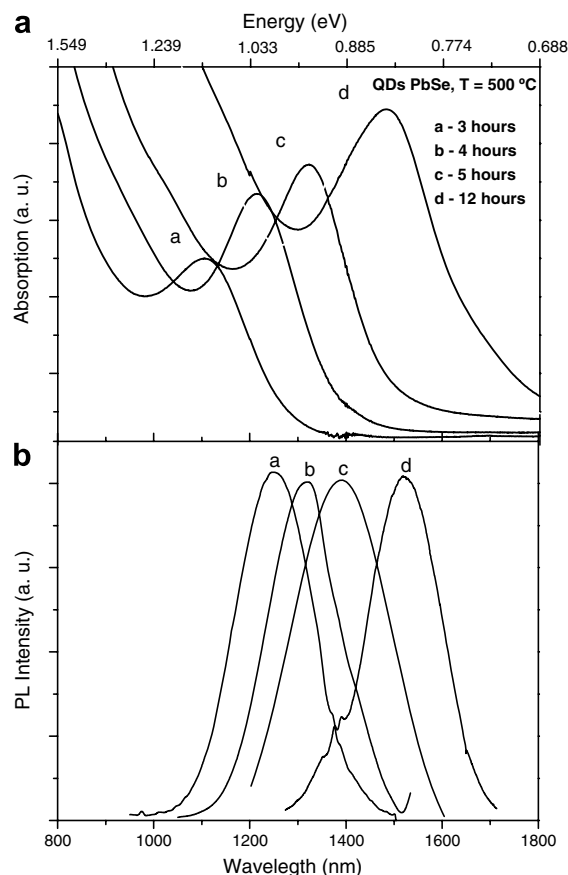 a
Energy (eV)
1.549 1.239 1.033 0.885 0.774 0.688
QDs PbSe, T = 500 ºC
d
a - 3 hours
b - 4 hours
c - 5 hours
d - 12 hours
c
b
a
Absorption (a. u.)
b
a b c d
PL Intensity (a. u.)
800 1000 1200 1400 1600 1800
Wavelegth (nm)